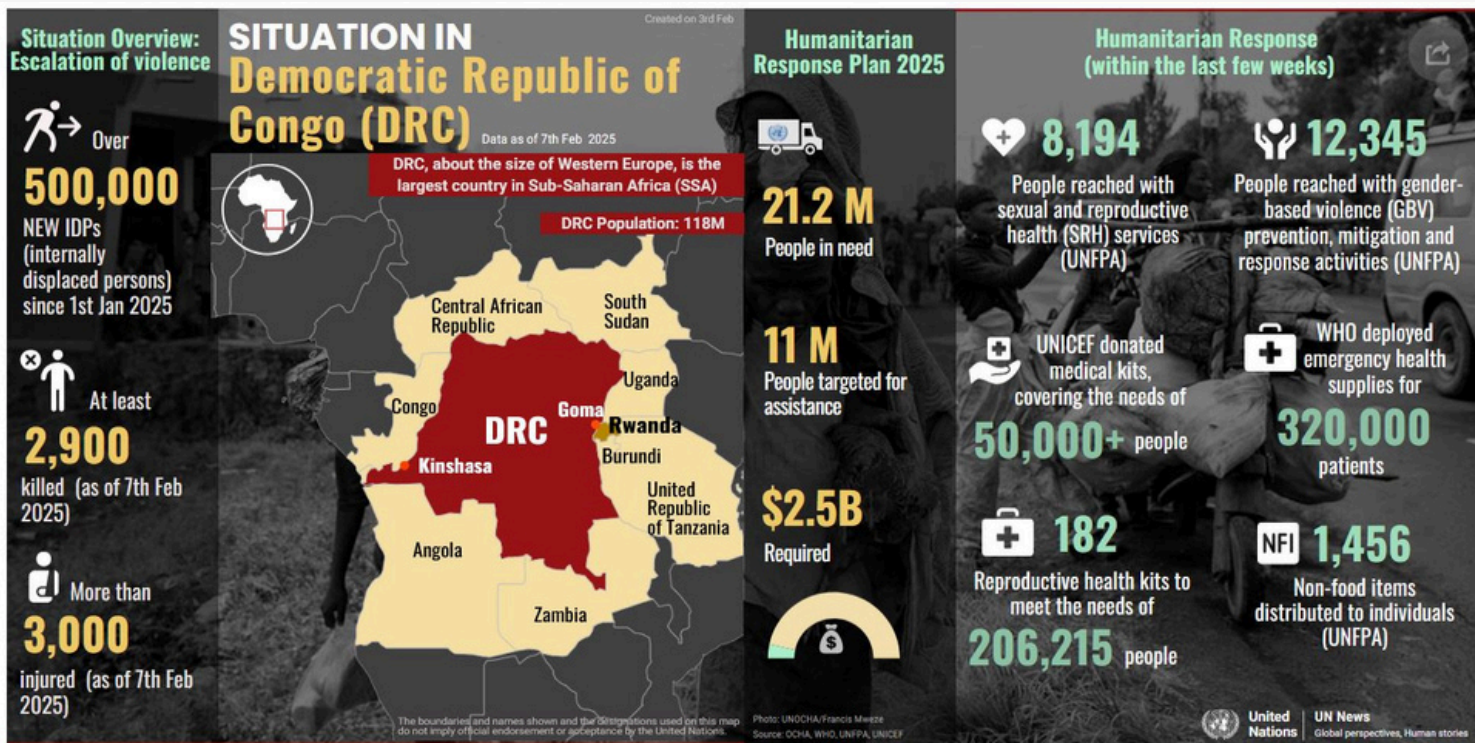 Situation Overview:
Escalation of violence
Over
500,000
NEW IDPs
(internally
displaced persons)
since 1st Jan 2025
At least
2,900
killed (as of 7th Feb
2025)
More than
3,000
injured (as of 7th Feb
2025)
Created on 3rd Feb
SITUATION IN
Democratic Republic of
Congo (DRC)
Data as of 7th Feb 2025
DRC, about the size of Western Europe, is the
largest country in Sub-Saharan Africa (SSA)
DRC Population: 118M
Central African
Republic
South
Sudan
Uganda
Congo
Goma
Rwanda
DRC
Burundi
Kinshasa
United
Republic
of Tanzania
Angola
Zambia
The boundaries and names shown and the designations used on this map
do not imply official endorsement or acceptance by the United Nations.
Humanitarian
Response Plan 2025
21.2 M
People in need
11 M
People targeted for
assistance
$2.5B
Required
$
Photo: UNOCHA/Francis Mweze
Source: OCHA, WHO, UNFPA, UNICEF
Humanitarian Response
(within the last few weeks)
8,194
People reached with
sexual and reproductive
health (SRH) services
(UNFPA)
12,345
People reached with gender-
based violence (GBV)
prevention, mitigation and
response activities (UNFPA)
UNICEF donated
medical kits,
covering the needs of
50,000+ people
WHO deployed
emergency health
supplies for
320,000
patients
182
Reproductive health kits to
meet the needs of
206,215 people
NFI 1,456
Non-food items
distributed to individuals
(UNFPA)
United
Nations
UN News
Global perspectives, Human stories